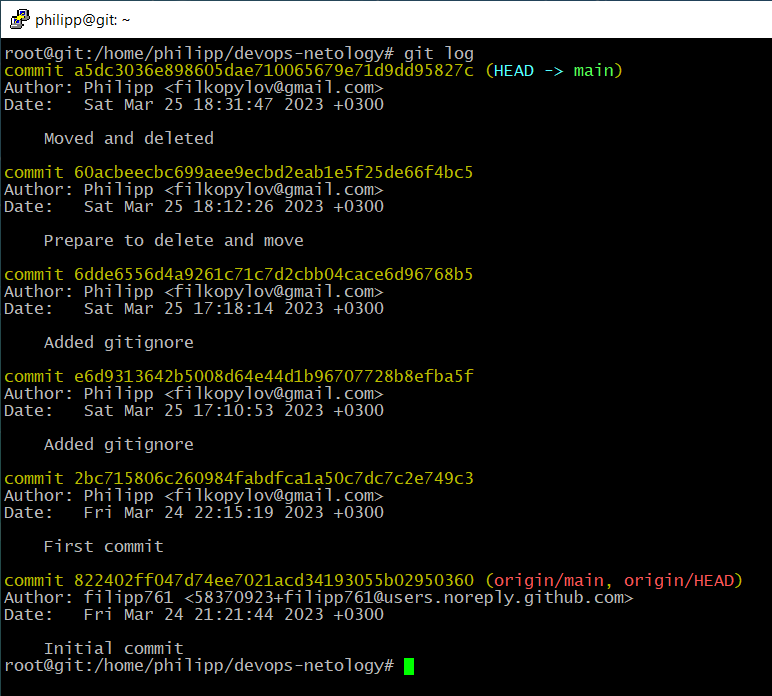 philipp@git: ~
root@git:/home/philipp/devops-netology# git log
commit a5dc3036e898605dae710065679e71d9dd95827c (HEAD -> main)
Author: Philipp <filkopylov@gmail.com>
Date:   Sat Mar 25 18:31:47 2023 +0300
    Moved and deleted
commit 60acbeecbc699aee9ecbd2eab1e5f25de66f4bc5
Author: Philipp <filkopylov@gmail.com>
Date:   Sat Mar 25 18:12:26 2023 +0300
    Prepare to delete and move
commit 6dde6556d4a9261c71c7d2cbb04cace6d96768b5
Author: Philipp <filkopylov@gmail.com>
Date:   Sat Mar 25 17:18:14 2023 +0300
    Added gitignore
commit e6d9313642b5008d64e44d1b96707728b8efba5f
Author: Philipp <filkopylov@gmail.com>
Date:   Sat Mar 25 17:10:53 2023 +0300
    Added gitignore
commit 2bc715806c260984fabdfca1a50c7dc7c2e749c3
Author: Philipp <filkopylov@gmail.com>
Date:   Fri Mar 24 22:15:19 2023 +0300
    First commit
commit 822402ff047d74ee7021acd34193055b02950360 (origin/main, origin/HEAD)
Author: filipp761 <58370923+filipp761@users.noreply.github.com>
Date:   Fri Mar 24 21:21:44 2023 +0300
    Initial commit
root@git:/home/philipp/devops-netology#